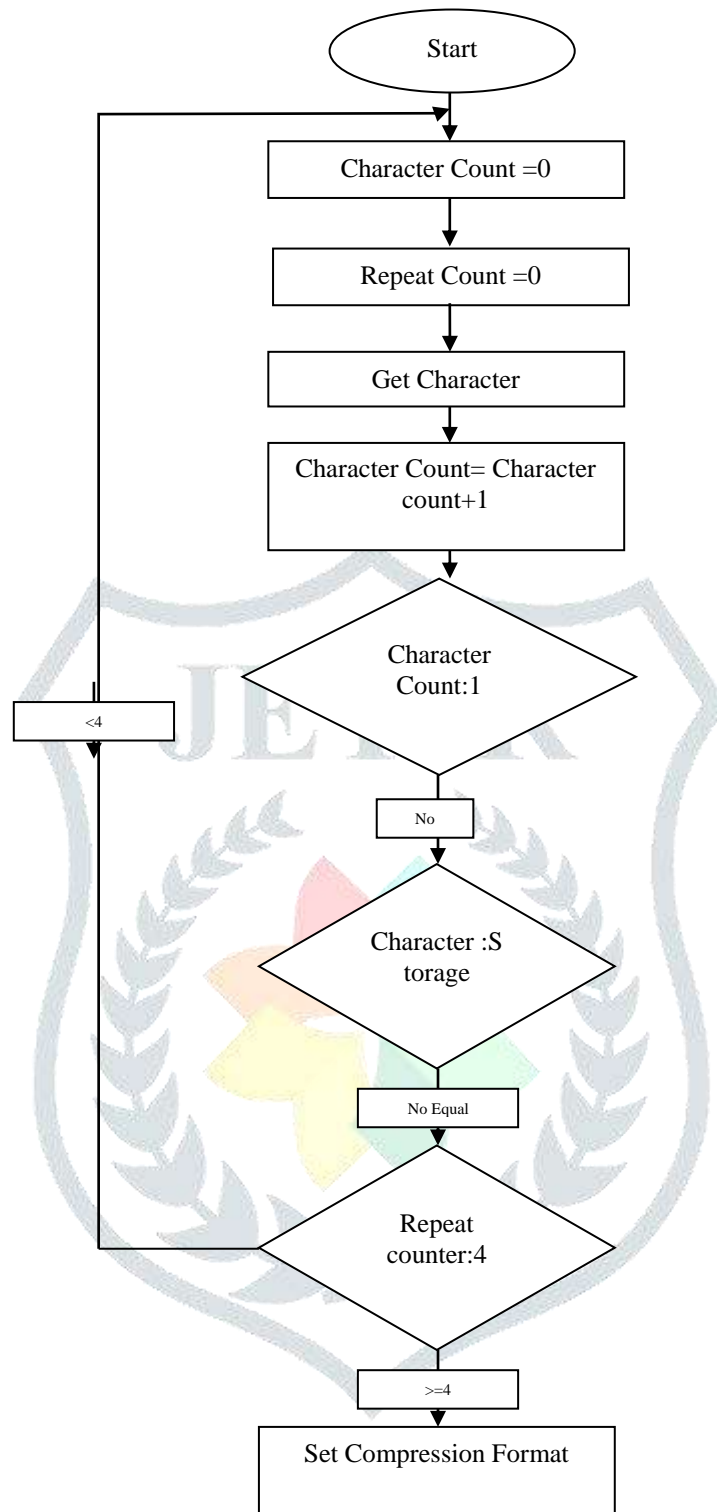 Start
Character Count =0
Repeat Count =0
Get Character
Character Count= Character
count+1
Character
Count:1
<4
No
Character :S
torage
No Equal
Repeat
counter:4
>=4
Set Compression Format